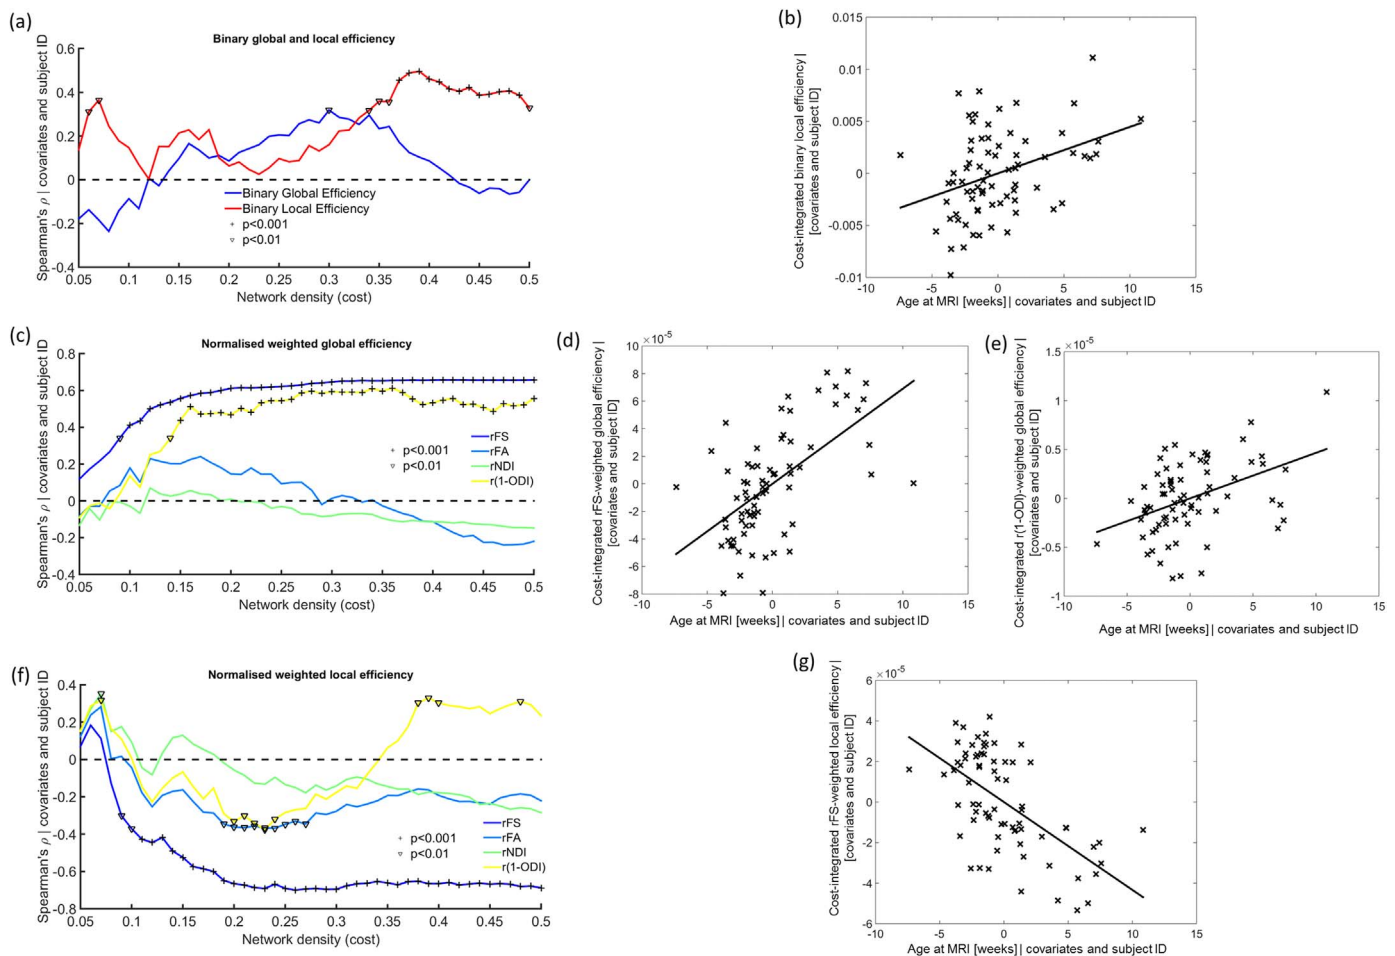 (a)
Binary global and local efficiency
Spearman's ρ | covariates and subject ID
0.6
0.4
0.2
0
-0.2
-0.4
Binary Global Efficiency
Binary Local Efficiency
p<0.001
p<0.01
0.05 0.1 0.15 0.2 0.25 0.3 0.35 0.4 0.45 0.5
Network density (cost)
(b)
Cost-integrated binary local efficiency |
[covariates and subject ID]
0.015
0.01
0.005
0
-0.005
-0.01
-10 -5 0 5 10 15
Age at MRI [weeks] | covariates and subject ID
(c)
Normalised weighted global efficiency
Spearman's ρ | covariates and subject ID
0.8
0.6
0.4
0.2
0
-0.2
-0.4
p<0.001
p<0.01
rFS
rFA
rNDI
r(1-ODI)
0.05 0.1 0.15 0.2 0.25 0.3 0.35 0.4 0.45 0.5
Network density (cost)
(d)
Cost-integrated rFS-weighted global efficiency |
[covariates and subject ID]
×10-5
10
8
6
4
2
0
-2
-4
-6
-8
-10 -5 0 5 10 15
Age at MRI [weeks] | covariates and subject ID
(e)
Cost-integrated r(1-ODI)-weighted global efficiency |
[covariates and subject ID]
×10-5
1.5
1
0.5
0
-0.5
-1
-10 -5 0 5 10 15
Age at MRI [weeks] | covariates and subject ID
(f)
Normalised weighted local efficiency
Spearman's ρ | covariates and subject ID
0.4
0.2
0
-0.2
-0.4
-0.6
-0.8
p<0.001
p<0.01
rFS
rFA
rNDI
r(1-ODI)
0.05 0.1 0.15 0.2 0.25 0.3 0.35 0.4 0.45 0.5
Network density (cost)
(g)
Cost-integrated rFS-weighted local efficiency |
[covariates and subject ID]
×10-5
6
4
2
0
-2
-4
-6
-10 -5 0 5 10 15
Age at MRI [weeks] | covariates and subject ID